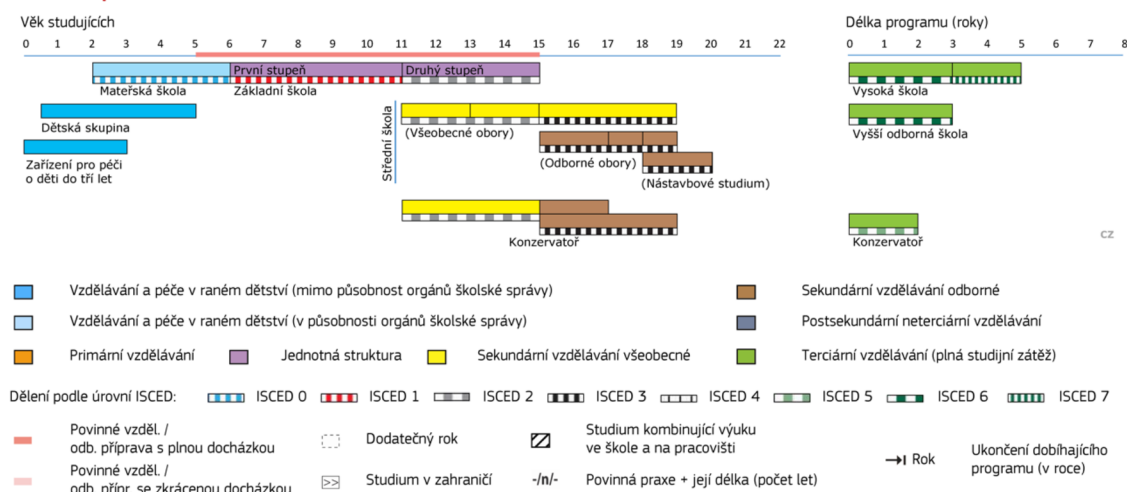 Věk studujících
Délka programu (roky)
0 1 2 3 4 5 6 7 8 9 10 11 12 13 14 15 16 17 18 19 20 21 22
0 1 2 3 4 5 6 7 8
První stupeň
Druhý stupeň
Mateřská škola
Základní škola
Vysoká škola
Dětská skupina
Střední škola
(Všeobecné obory)
Vyšší odborná škola
Zařízení pro péči
o děti do tří let
(Odborné obory)
(Nástavbové studium)
Konzervatoř
Konzervatoř
CZ
Vzdělávání a péče v raném dětství (mimo působnost orgánů školské správy)
Sekundární vzdělávání odborné
Vzdělávání a péče v raném dětství (v působnosti orgánů školské správy)
Postsekundární neterciární vzdělávání
Primární vzdělávání
Jednotná struktura
Sekundární vzdělávání všeobecné
Terciární vzdělávání (plná studijní zátěž)
Dělení podle úrovní ISCED: ISCED 0 ISCED 1 ISCED 2 ISCED 3 ISCED 4 ISCED 5 ISCED 6 ISCED 7
Povinné vzděl. /
odb. příprava s plnou docházkou
Dodatečný rok
Studium kombinující výuku
ve škole a na pracovišti
Rok
Ukončení dobíhajícího
programu (v roce)
Povinné vzděl. /
odb. přípr. se zkrácenou docházkou
>> Studium v zahraničí
-/n/- Povinná praxe + její délka (počet let)